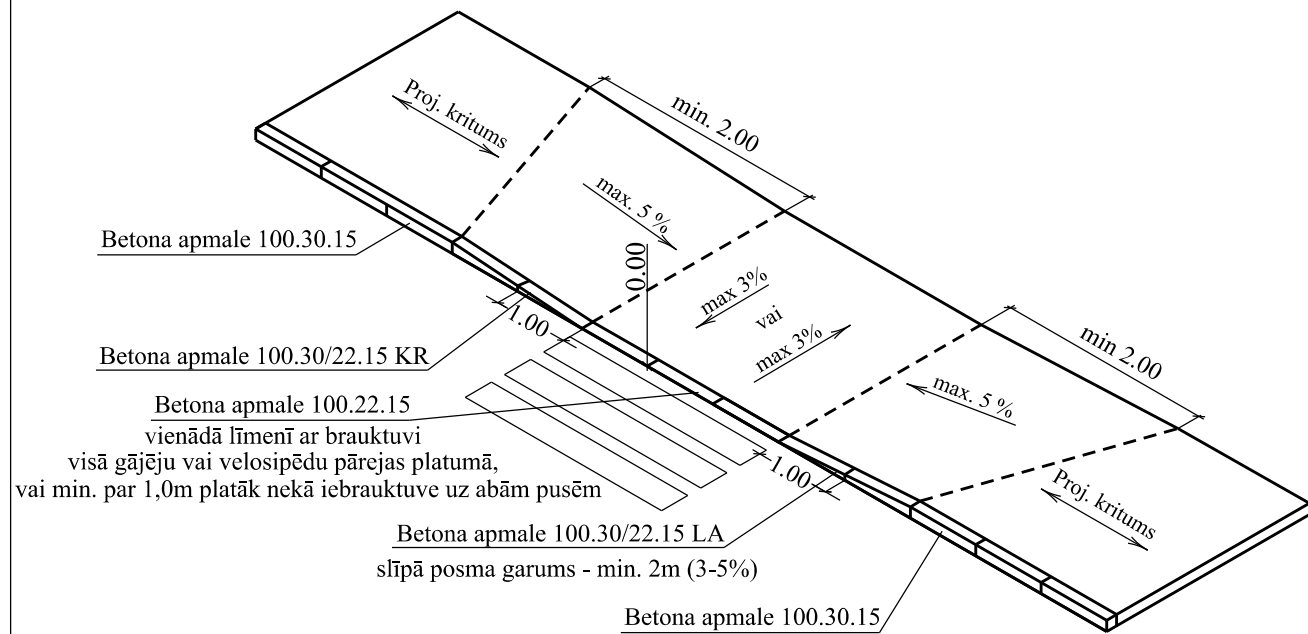 min. 2.00
Proj. kritums
max. 5 %
Betona apmale 100.30.15
0.00
max 3%
vai
max 3%
1.00
min 2.00
Betona apmale 100.30/22.15 KR
max. 5 %
Betona apmale 100.22.15
vienādā līmenī ar brauktuvi
visā gājēju vai velosipēdu pārejas platumā,
vai min. par 1,0m platāk nekā iebrauktuve uz abām pusēm
1.00
Proj. kritums
Betona apmale 100.30/22.15 LA
slīpā posma garums - min. 2m (3-5%)
Betona apmale 100.30.15